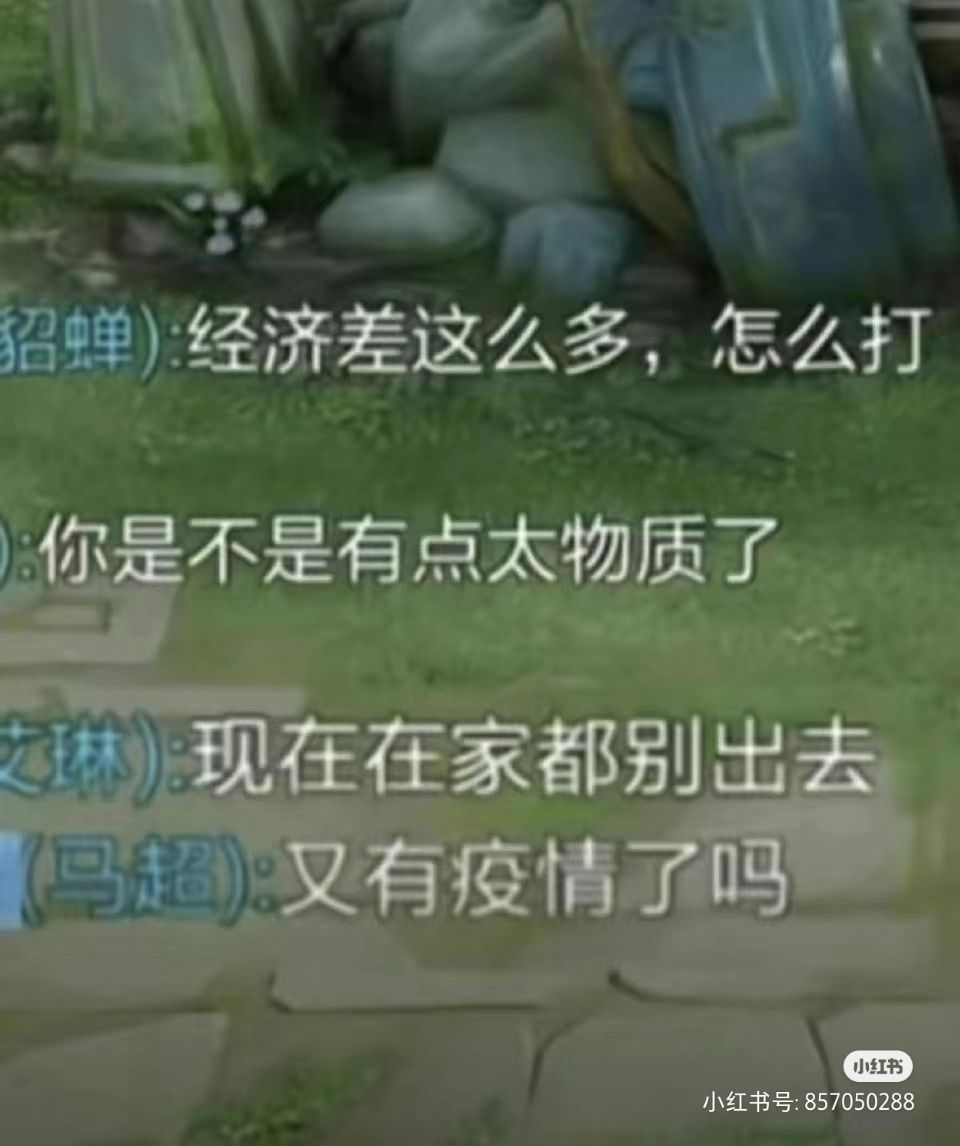 貂蝉):经济差这么多，怎么打
):你是不是有点太物质了
艾琳):现在在家都别出去
(马超):又有疫情了吗
小红书
小红书号: 857050288